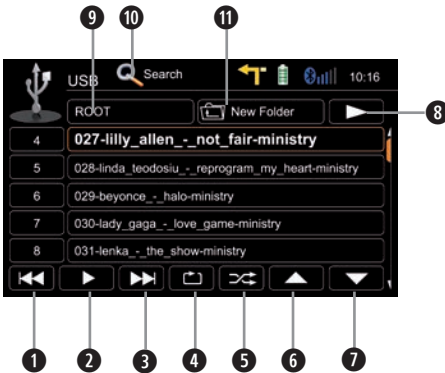 9 10 11
USB Search 10:16
ROOT New Folder 8
4 027-lilly_allen_-_not_fair-ministry
5 028-linda_teodosiu_-_reprogram_my_heart-ministry
6 029-beyonce_-_halo-ministry
7 030-lady_gaga_-_love_game-ministry
8 031-lenka_-_the_show-ministry
1 2 3 4 5 6 7